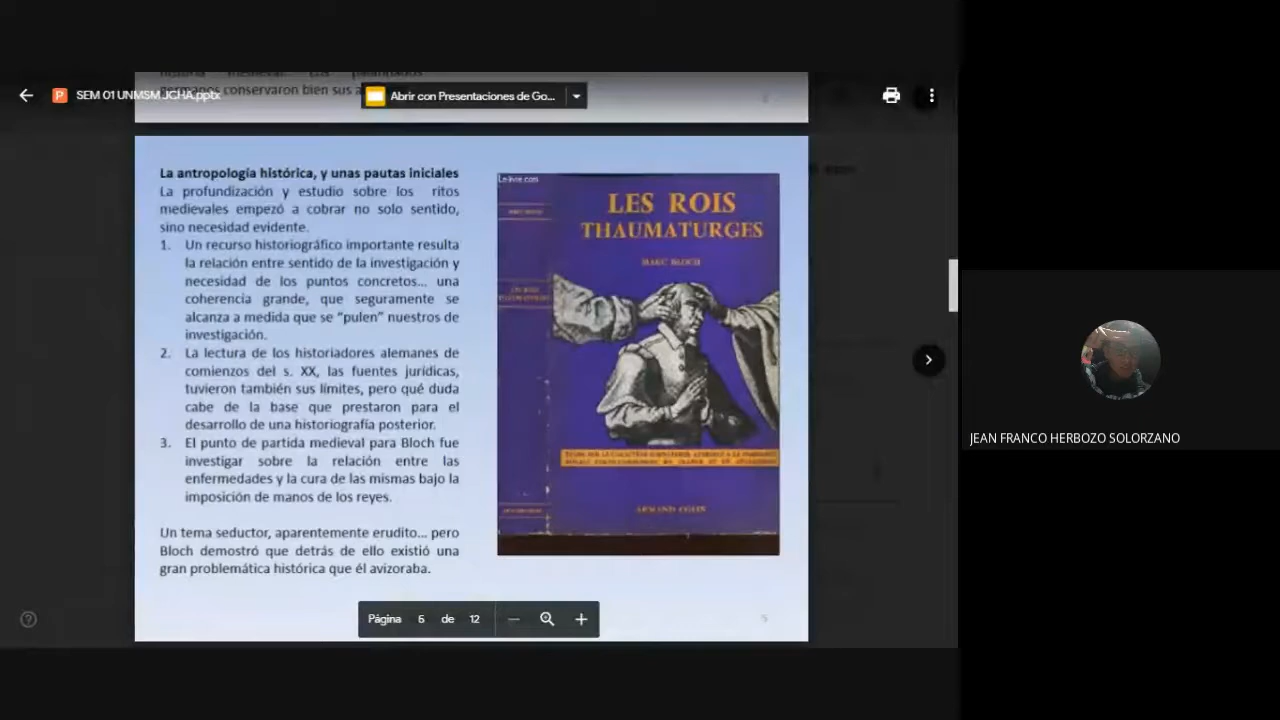 germanos conservaron bien sus a
SEM 01 UNMSM.JCHA.pptx
Abrir con Presentaciones de Go...
La antropología histórica, y unas pautas iniciales
La profundización y estudio sobre los ritos
medievales empezó a cobrar no solo sentido,
sino necesidad evidente.
1. Un recurso historiográfico importante resulta
la relación entre sentido de la investigación y
necesidad de los puntos concretos... una
coherencia grande, que seguramente se
alcanza a medida que se “pulen” nuestros de
investigación.
2. La lectura de los historiadores alemanes de
comienzos del s. XX, las fuentes jurídicas,
tuvieron también sus límites, pero qué duda
cabe de la base que prestaron para el
desarrollo de una historiografía posterior.
3. El punto de partida medieval para Bloch fue
investigar sobre la relación entre las
enfermedades y la cura de las mismas bajo la
imposición de manos de los reyes.
Un tema seductor, aparentemente erudito... pero
Bloch demostró que detrás de ello existió una
gran problemática histórica que él avizoraba.
Le-livre.com
LES ROIS
THAUMATURGES
MARC BLOCH
ARMAND COLIN
Página 6 de 12
5
JEAN FRANCO HERBOZO SOLORZANO